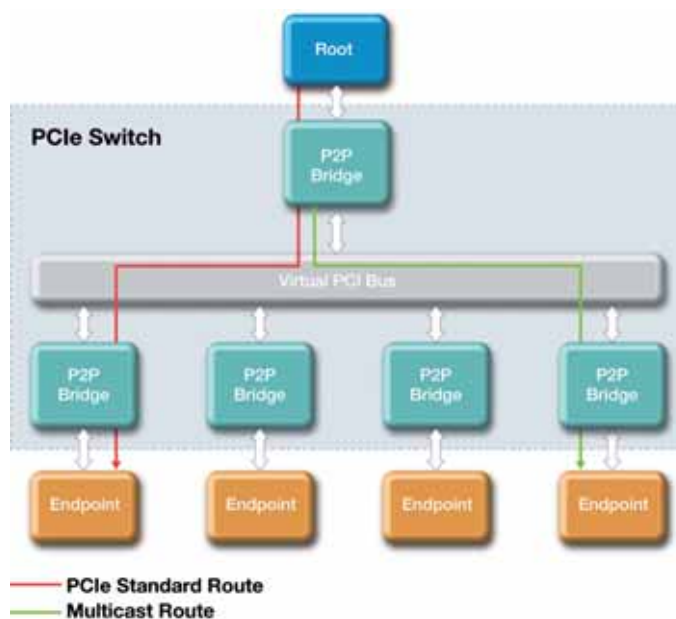 Root
PCIe Switch
P2P
Bridge
Virtual PCI Bus
P2P
Bridge
P2P
Bridge
P2P
Bridge
P2P
Bridge
Endpoint
Endpoint
Endpoint
Endpoint
PCIe Standard Route
Multicast Route